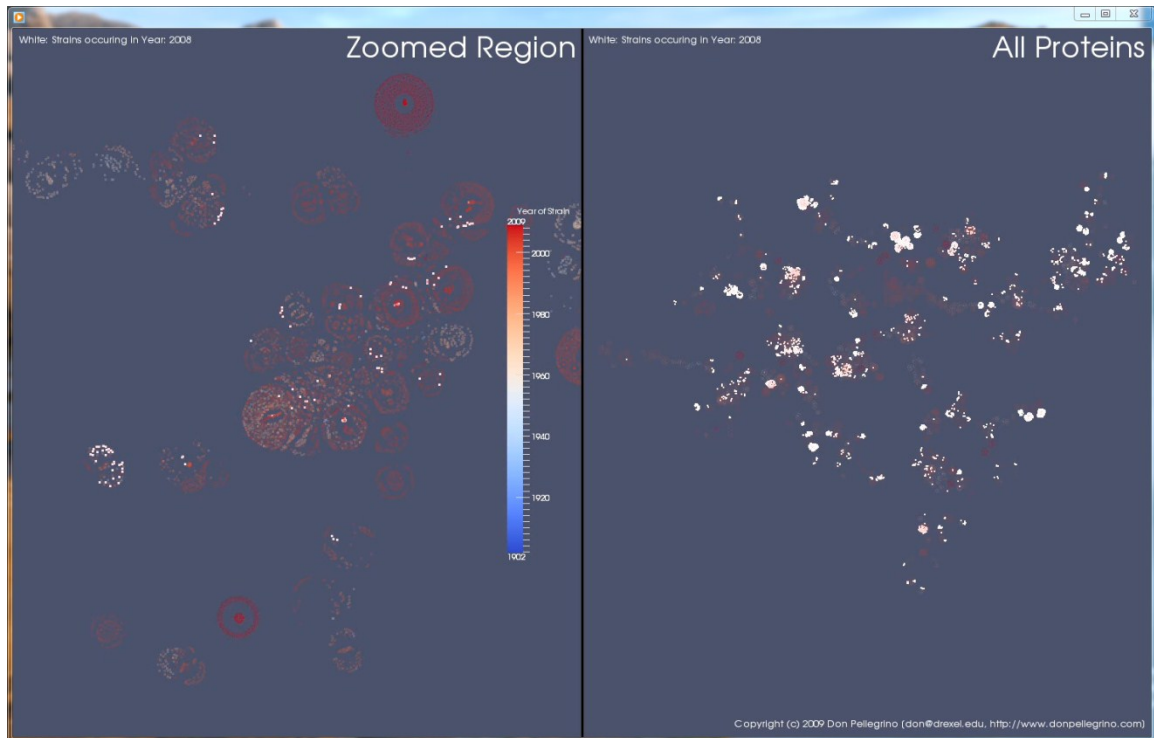 White: Strains occuring in Year: 2008
Zoomed Region
Year of Strain
2009
2000
1980
1960
1940
1920
1902
White: Strains occuring in Year: 2008
All Proteins
Copyright (c) 2009 Don Pellegrino (don@drexel.edu, http://www.donpellegrino.com)